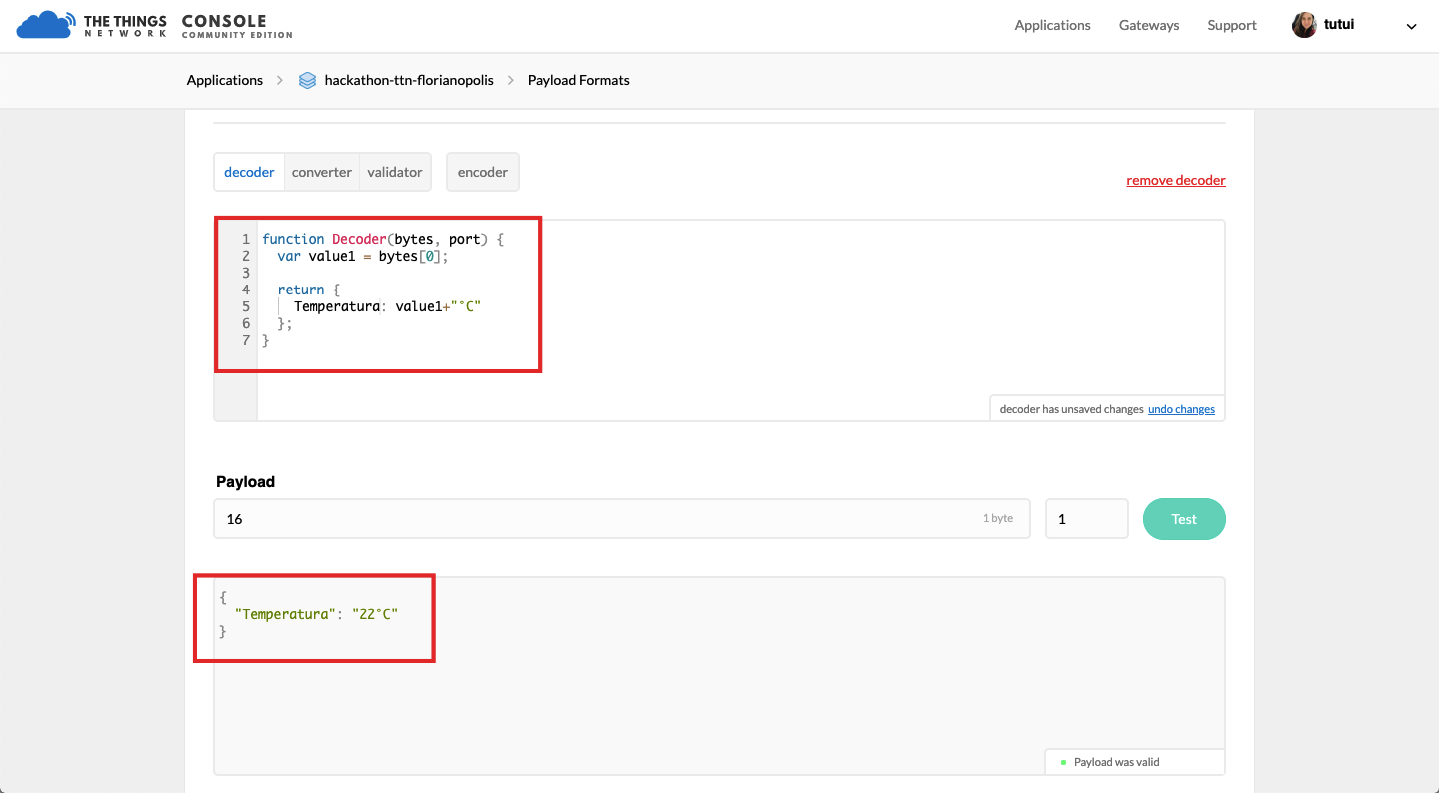 THE THINGS NETWORK CONSOLE COMMUNITY EDITION
Applications Gateways Support tutui
Applications > hackathon-ttn-florianopolis > Payload Formats
decoder converter validator encoder
remove decoder
1 function Decoder(bytes, port) {
2 var value1 = bytes[0];
3
4 return {
5 Temperatura: value1+"°C"
6 };
7 }
decoder has unsaved changes undo changes
Payload
16 1 byte 1 Test
{
"Temperatura": "22°C"
}
Payload was valid